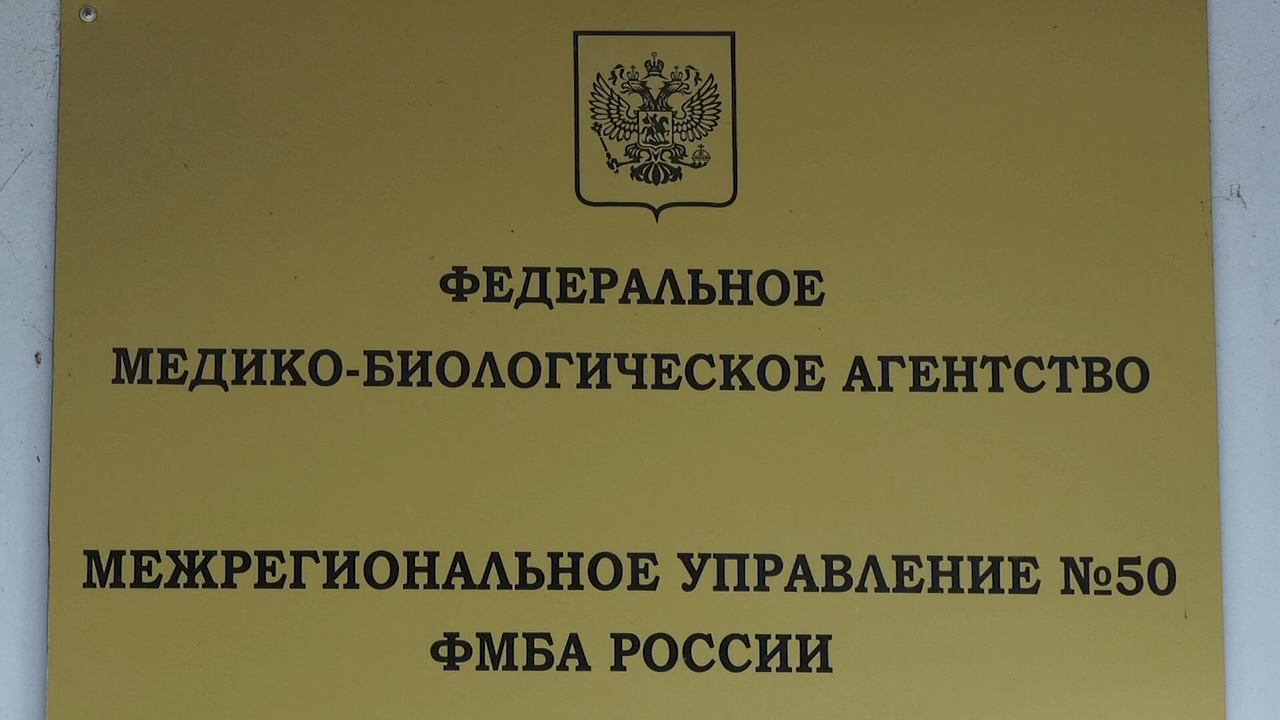 ФЕДЕРАЛЬНОЕ
МЕДИКО-БИОЛОГИЧЕСКОЕ АГЕНТСТВО
МЕЖРЕГИОНАЛЬНОЕ УПРАВЛЕНИЕ №50
ФМБА РОССИИ